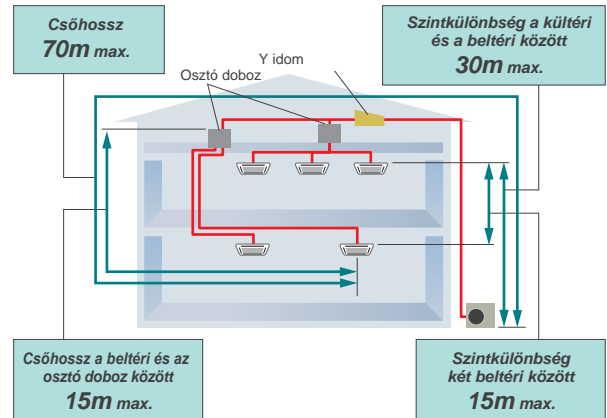 Csőhossz
70m max.
Szintkülönbség a kültéri
és a beltéri között
30m max.
Y idom
Osztó doboz
Csőhossz a beltéri és az
osztó doboz között
15m max.
Szintkülönbség
két beltéri között
15m max.